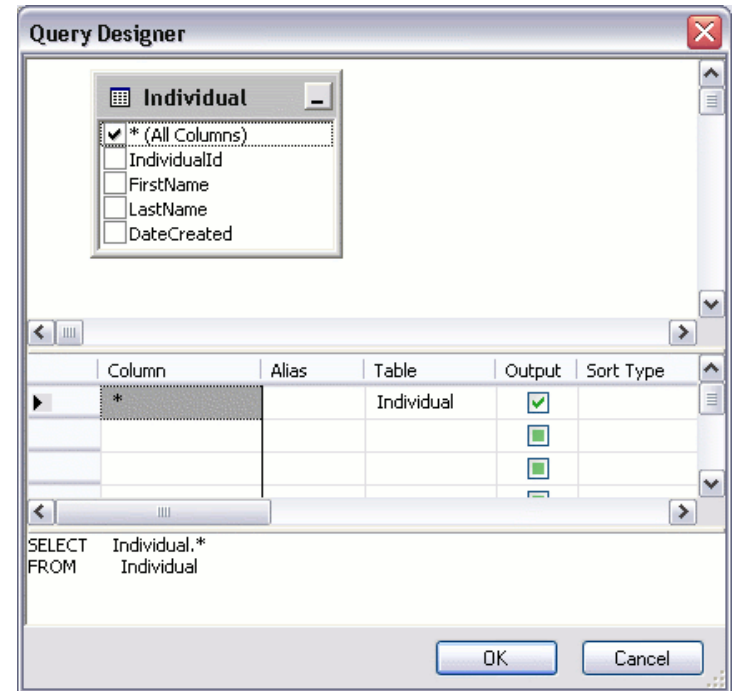 Query Designer
Individual
* (All Columns)
IndividualId
FirstName
LastName
DateCreated
Column Alias Table Output Sort Type
* Individual
SELECT Individual.*
FROM Individual
OK Cancel